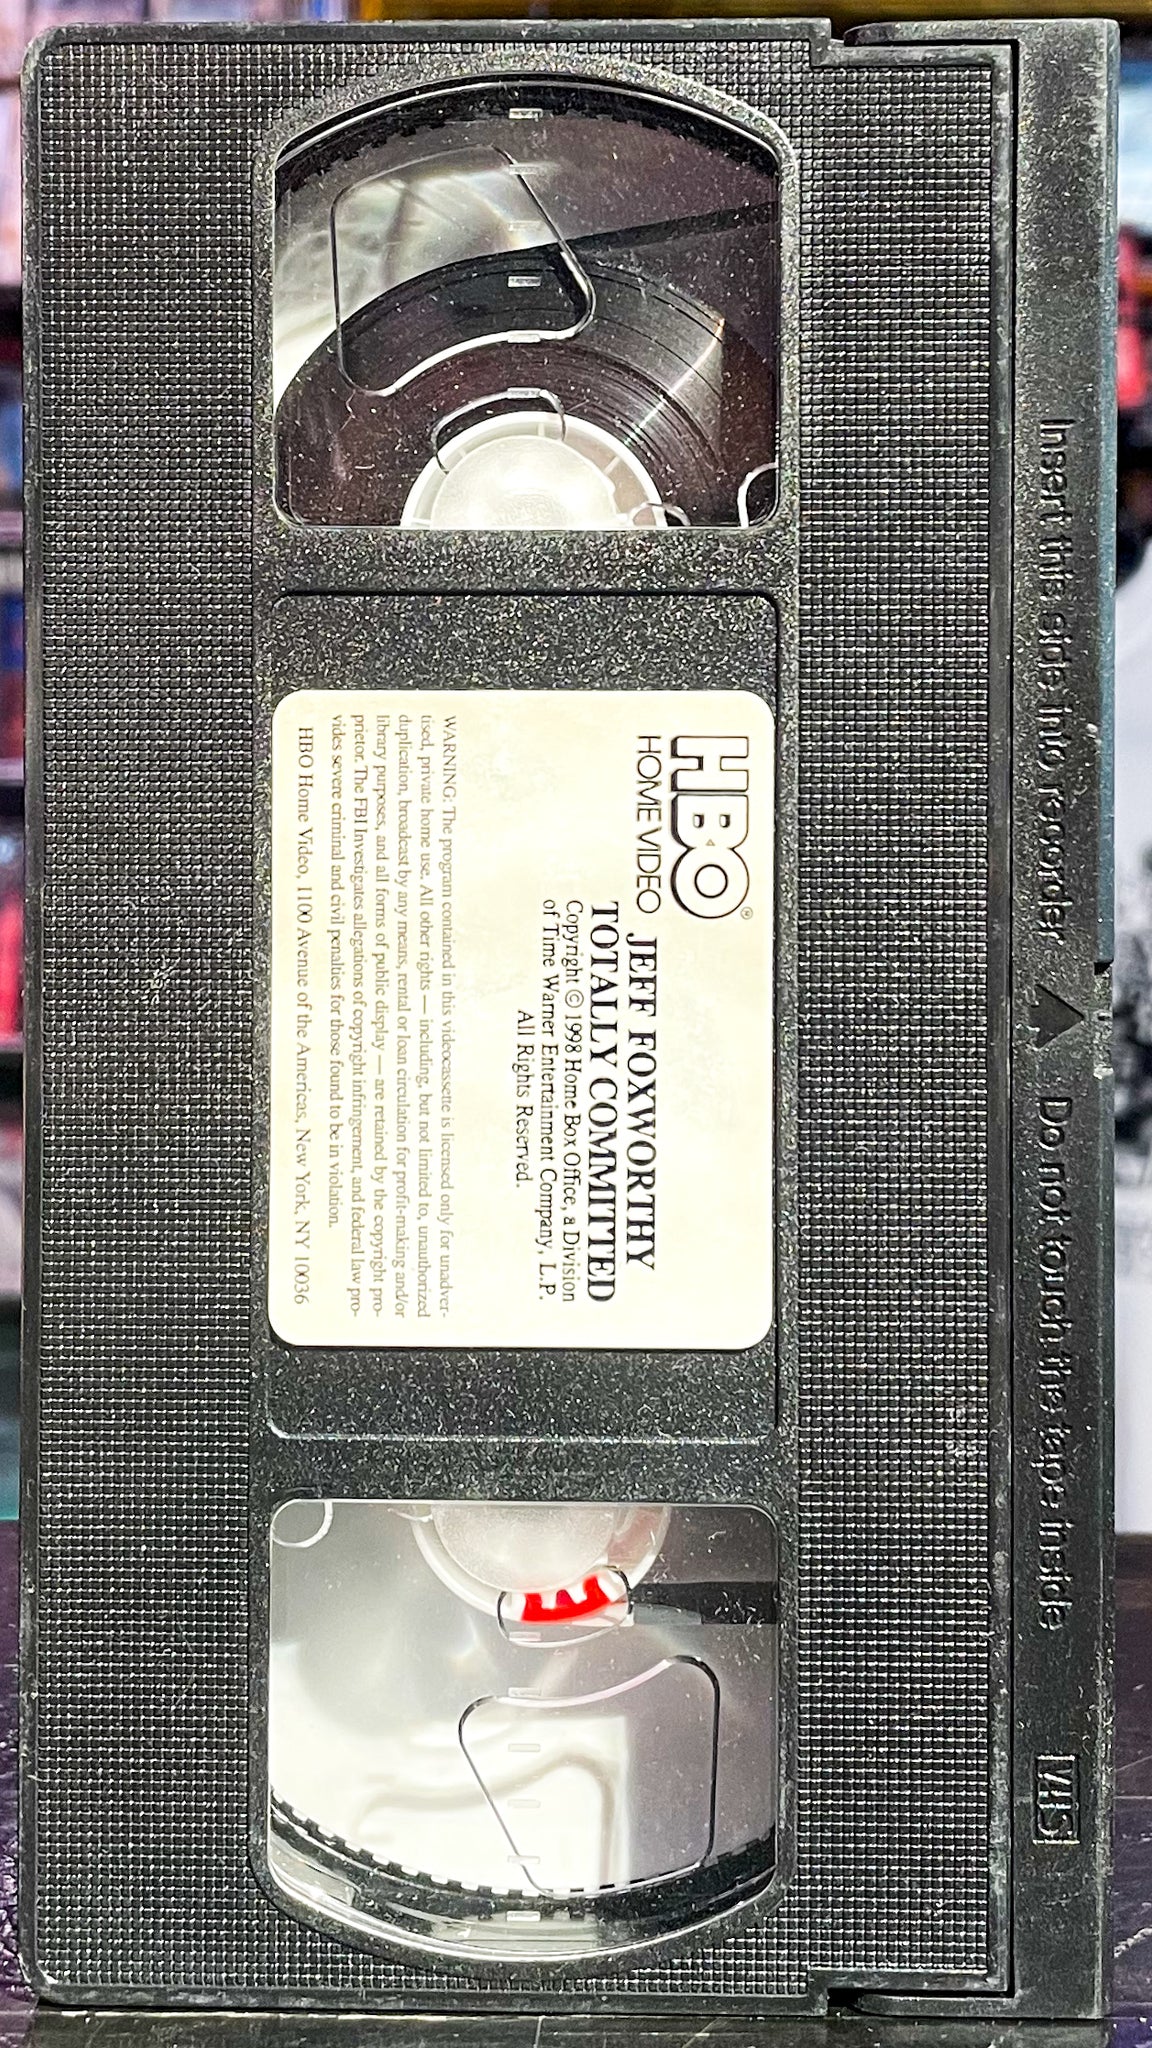 Insert this side into recorder ▲ Do not touch the tape inside
VHS
HBO®
HOME VIDEO
JEFF FOXWORTHY
TOTALLY COMMITTED
Copyright © 1998 Home Box Office, a Division
of Time Warner Entertainment Company, L.P.
All Rights Reserved.
WARNING: The program contained in this videocassette is licensed only for unadver-
tised, private home use. All other rights — including, but not limited to, unauthorized
duplication, broadcast by any means, rental or loan circulation for profit-making and/or
library purposes, and all forms of public display — are retained by the copyright pro-
prietor. The FBI Investigates allegations of copyright infringement, and federal law pro-
vides severe criminal and civil penalties for those found to be in violation.
HBO Home Video, 1100 Avenue of the Americas, New York, NY 10036